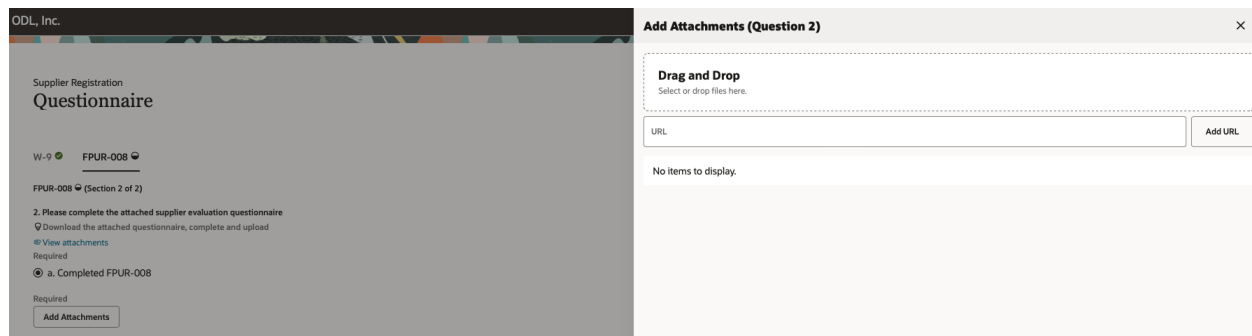 ODL, Inc.
Supplier Registration
Questionnaire
W-9 FPUR-008
FPUR-008 (Section 2 of 2)
2. Please complete the attached supplier evaluation questionnaire
Download the attached questionnaire, complete and upload
View attachments
Required
a. Completed FPUR-008
Required
Add Attachments
Add Attachments (Question 2)
Drag and Drop
Select or drop files here.
URL
Add URL
No items to display.